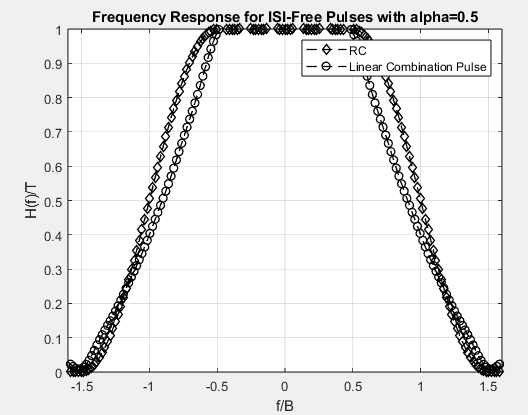 Frequency Response for ISI-Free Pulses with alpha=0.5
RC
Linear Combination Pulse
H(f)/T
1
0.9
0.8
0.7
0.6
0.5
0.4
0.3
0.2
0.1
0
-1.5 -1 -0.5 0 0.5 1 1.5
f/B